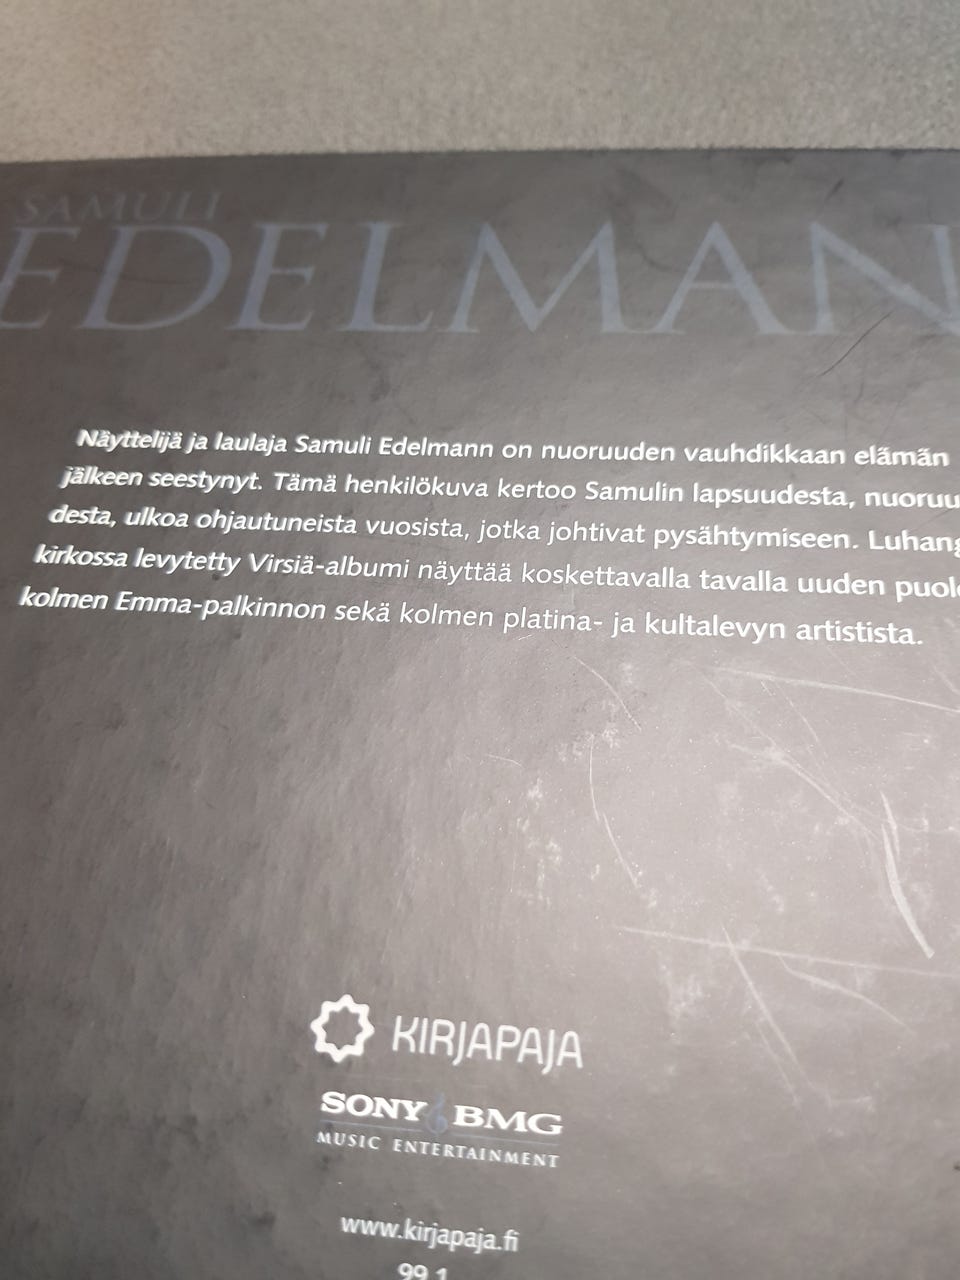 SAMULI
EDELMAN
Näyttelijä ja laulaja Samuli Edelmann on nuoruuden vauhdikkaan elämän
jälkeen seestynyt. Tämä henkilökuva kertoo Samulin lapsuudesta, nuoruu
desta, ulkoa ohjautuneista vuosista, jotka johtivat pysähtymiseen. Luhang
kirkossa levytetty Virsiä-albumi näyttää koskettavalla tavalla uuden puol
kolmen Emma-palkinnon sekä kolmen platina- ja kultalevyn artistista.
KIRJAPAJA
SONY BMG
MUSIC ENTERTAINMENT
www.kirjapaja.fi
99.1